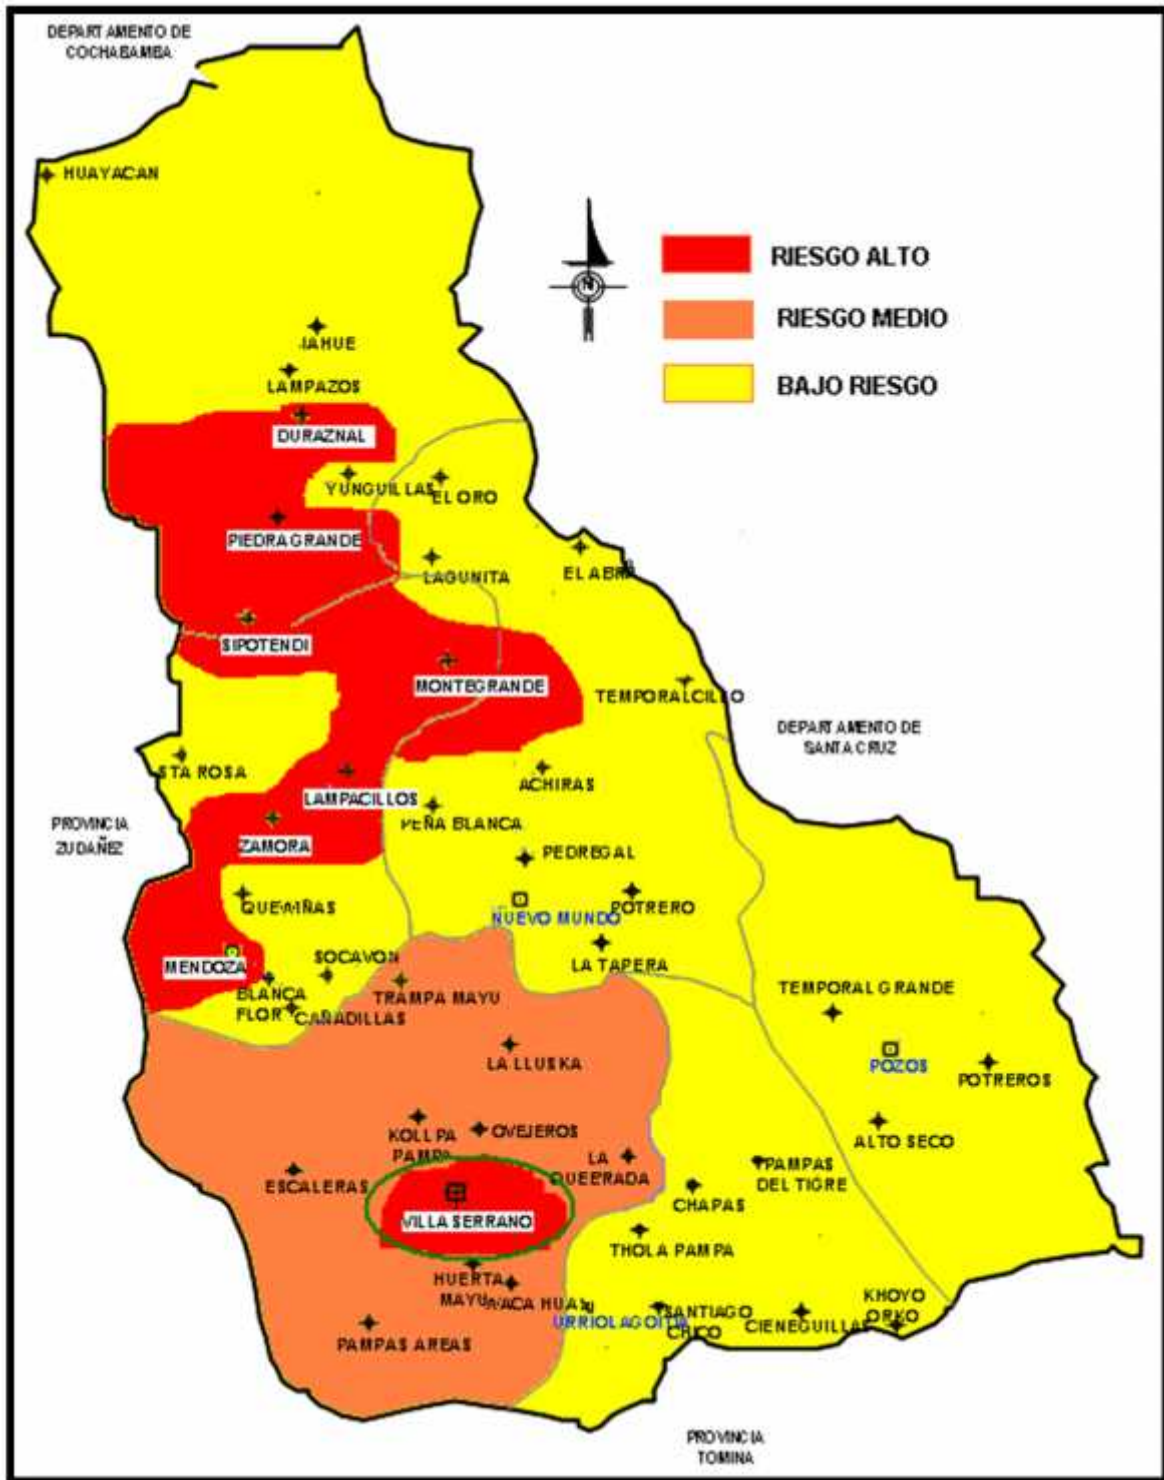 DEPARTAMENTO DE
COCHABAMBA
HUAYACAN
RIESGO ALTO
RIESGO MEDIO
BAJO RIESGO
N
IAHUE
LAMPAZOS
DURAZNAL
YUNGUILLAS
EL ORO
PIEDRA GRANDE
LAGUNITA
EL ABRA
SIPOTENDI
MONTEGRANDE
TEMPORALCILLO
DEPARTAMENTO DE
SANTA CRUZ
STA ROSA
ACHIRAS
LAMPACILLOS
PEÑA BLANCA
PROVINCIA
ZUDAÑEZ
ZAMORA
PEDREGAL
QUEWIÑAS
NUEVO MUNDO
POTRERO
MENDOZA
SOCAVON
LA TAPERA
BLANCA
FLOR
TRAMPA MAYU
CAÑADILLAS
TEMPORAL GRANDE
LA LLUSKA
POZOS
POTREROS
KOLLPA
PAMPA
OVEJEROS
ALTO SECO
ESCALERAS
LA
QUEBRADA
PAMPAS
DEL TIGRE
CHAPAS
VILLA SERRANO
THOLA PAMPA
HUERTA
MAYU
WACA HUASI
URRIOLAGOITIA
SANTIAGO
CHICO
CIENEGUILLAS
KHOYO
ORKO
PAMPAS AREAS
PROVINCIA
TOMINA